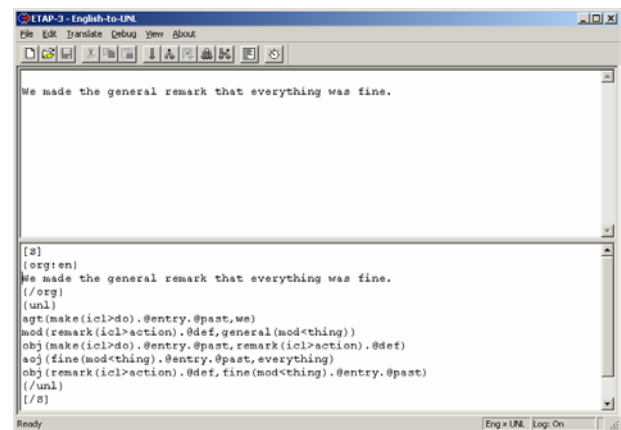 ETAP-3 - English-to-UNL
File Edit Translate Debug View About
We made the general remark that everything was fine.
[S]
{org:en}
We made the general remark that everything was fine.
{/org}
{unl}
agt(make(icl>do).@entry.@past,we)
mod(remark(icl>action).@def,general(mod<thing))
obj(make(icl>do).@entry.@past,remark(icl>action).@def)
aoj(fine(mod<thing).@entry.@past,everything)
obj(remark(icl>action).@def,fine(mod<thing).@entry.@past)
{/unl}
[/S]
Ready Eng » UNL Log: On